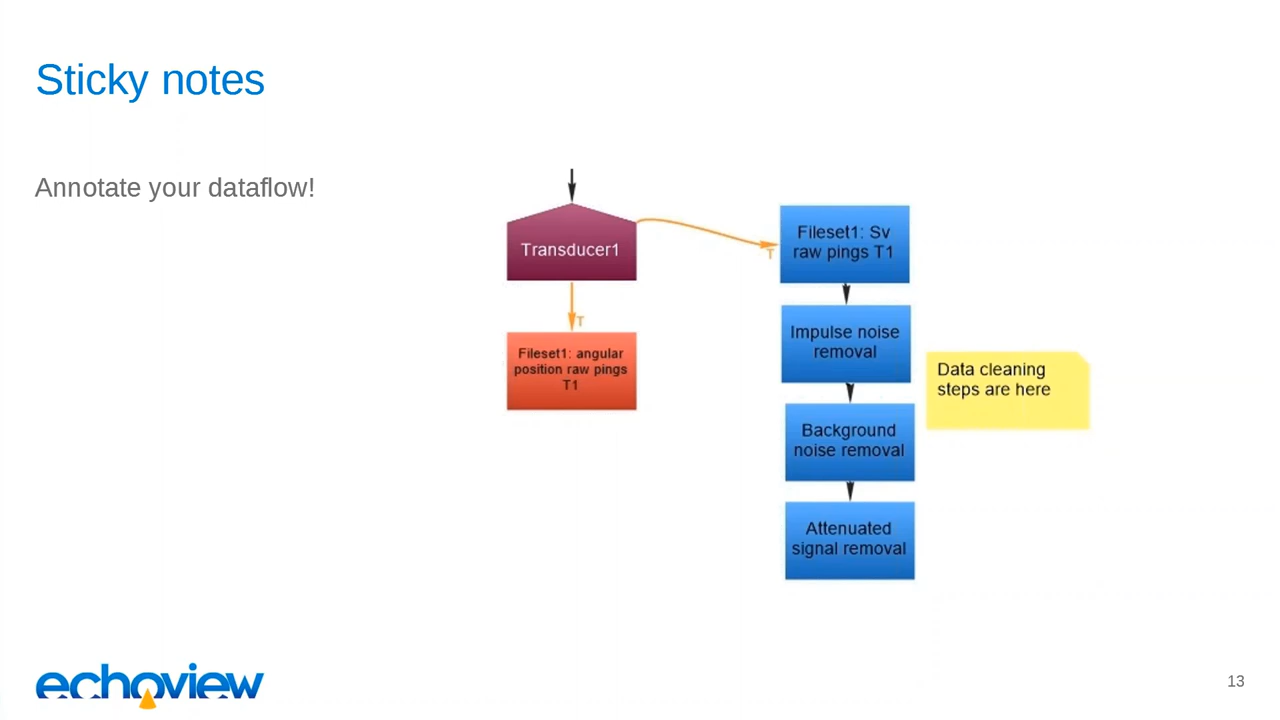 Sticky notes
Annotate your dataflow!
Transducer1
T
Fileset1: Sv
raw pings T1
T
Fileset1: angular
position raw pings
T1
Impulse noise
removal
Data cleaning
steps are here
Background
noise removal
Attenuated
signal removal
echoview
13